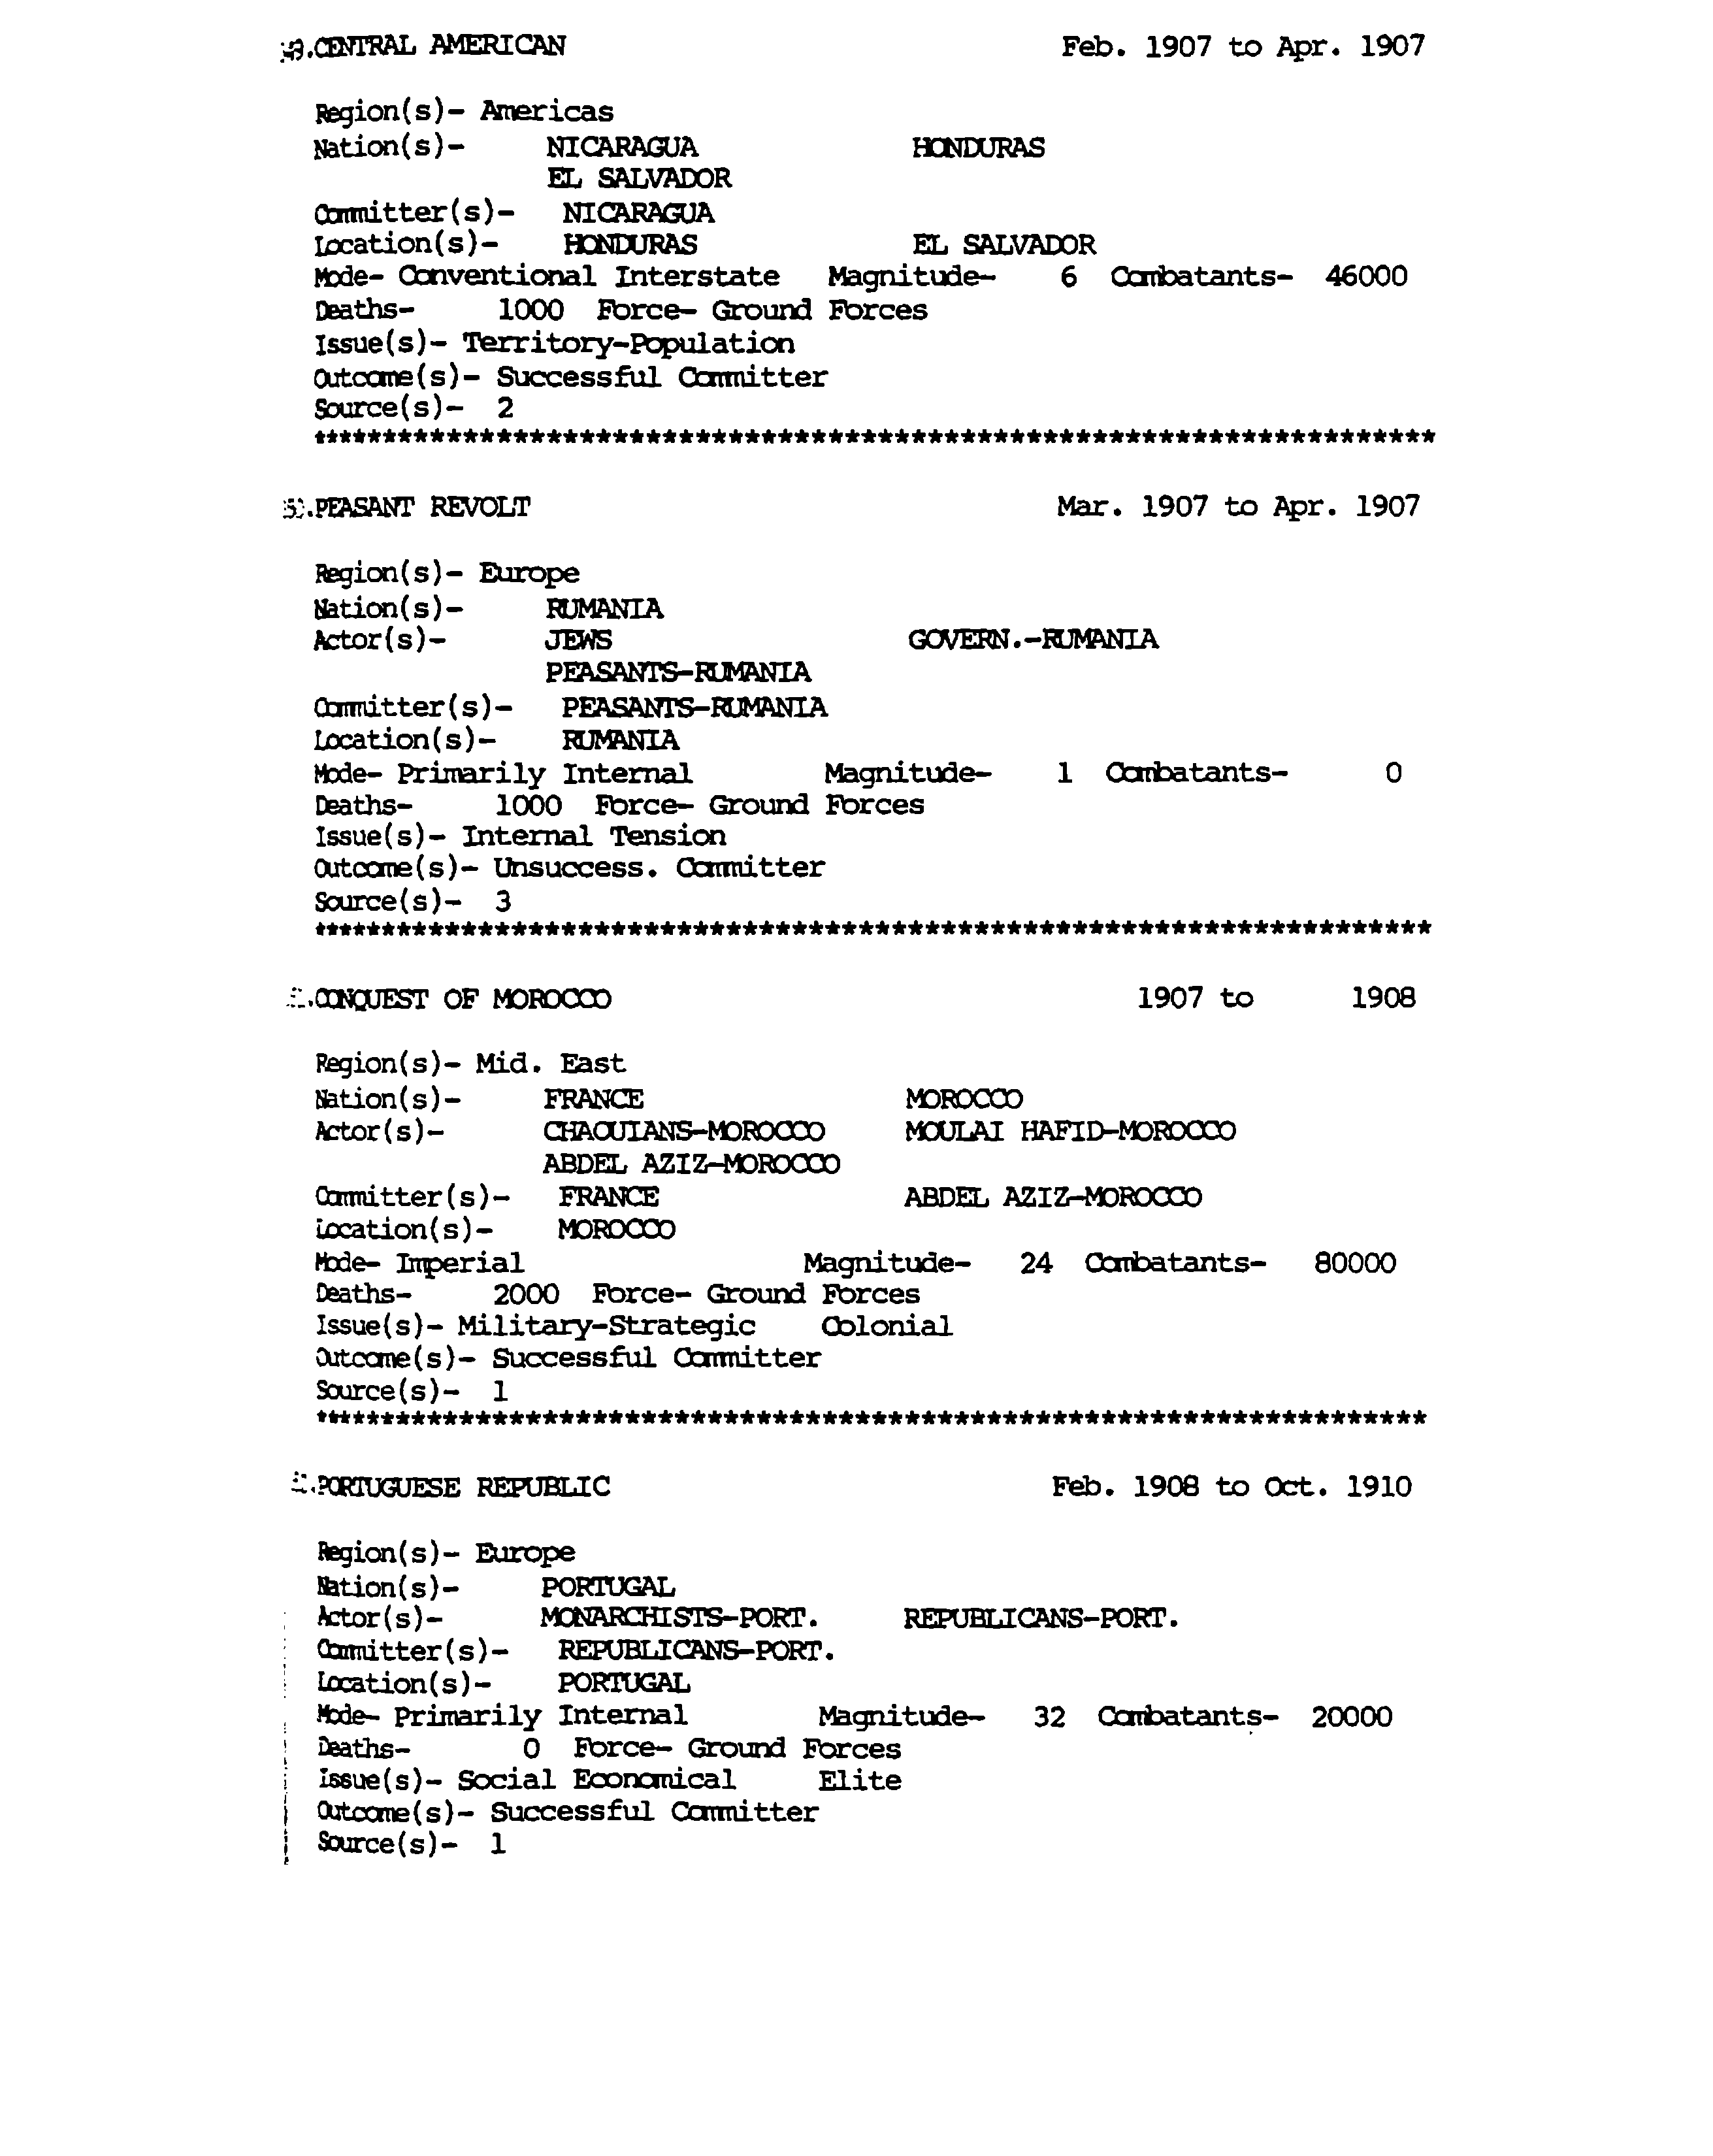 .CENTRAL AMERICAN Feb. 1907 to Apr. 1907
Region(s)- Americas
Nation(s)- NICARAGUA HONDURAS
EL SALVADOR
Committer(s)- NICARAGUA
Location(s)- HONDURAS EL SALVADOR
Mode- Conventional Interstate Magnitude- 6 Combatants- 46000
Deaths- 1000 Force- Ground Forces
Issue(s)- Territory-Population
Outcome(s)- Successful Committer
Source(s)- 2
********************************************************************
.PEASANT REVOLT Mar. 1907 to Apr. 1907
Region(s)- Europe
Nation(s)- RUMANIA
Actor(s)- JEWS GOVERN.-RUMANIA
PEASANTS-RUMANIA
Committer(s)- PEASANTS-RUMANIA
Location(s)- RUMANIA
Mode- Primarily Internal Magnitude- 1 Combatants- 0
Deaths- 1000 Force- Ground Forces
Issue(s)- Internal Tension
Outcome(s)- Unsuccess. Committer
Source(s)- 3
********************************************************************
.CONQUEST OF MOROCCO 1907 to 1908
Region(s)- Mid. East
Nation(s)- FRANCE MOROCCO
Actor(s)- CHAOUIANS-MOROCCO MOULAI HAFID-MOROCCO
ABDEL AZIZ-MOROCCO
Committer(s)- FRANCE ABDEL AZIZ-MOROCCO
Location(s)- MOROCCO
Mode- Imperial Magnitude- 24 Combatants- 80000
Deaths- 2000 Force- Ground Forces
Issue(s)- Military-Strategic Colonial
Outcome(s)- Successful Committer
Source(s)- 1
********************************************************************
.PORTUGUESE REPUBLIC Feb. 1908 to Oct. 1910
Region(s)- Europe
Nation(s)- PORTUGAL
Actor(s)- MONARCHISTS-PORT. REPUBLICANS-PORT.
Committer(s)- REPUBLICANS-PORT.
Location(s)- PORTUGAL
Mode- Primarily Internal Magnitude- 32 Combatants- 20000
Deaths- 0 Force- Ground Forces
Issue(s)- Social Economical Elite
Outcome(s)- Successful Committer
Source(s)- 1